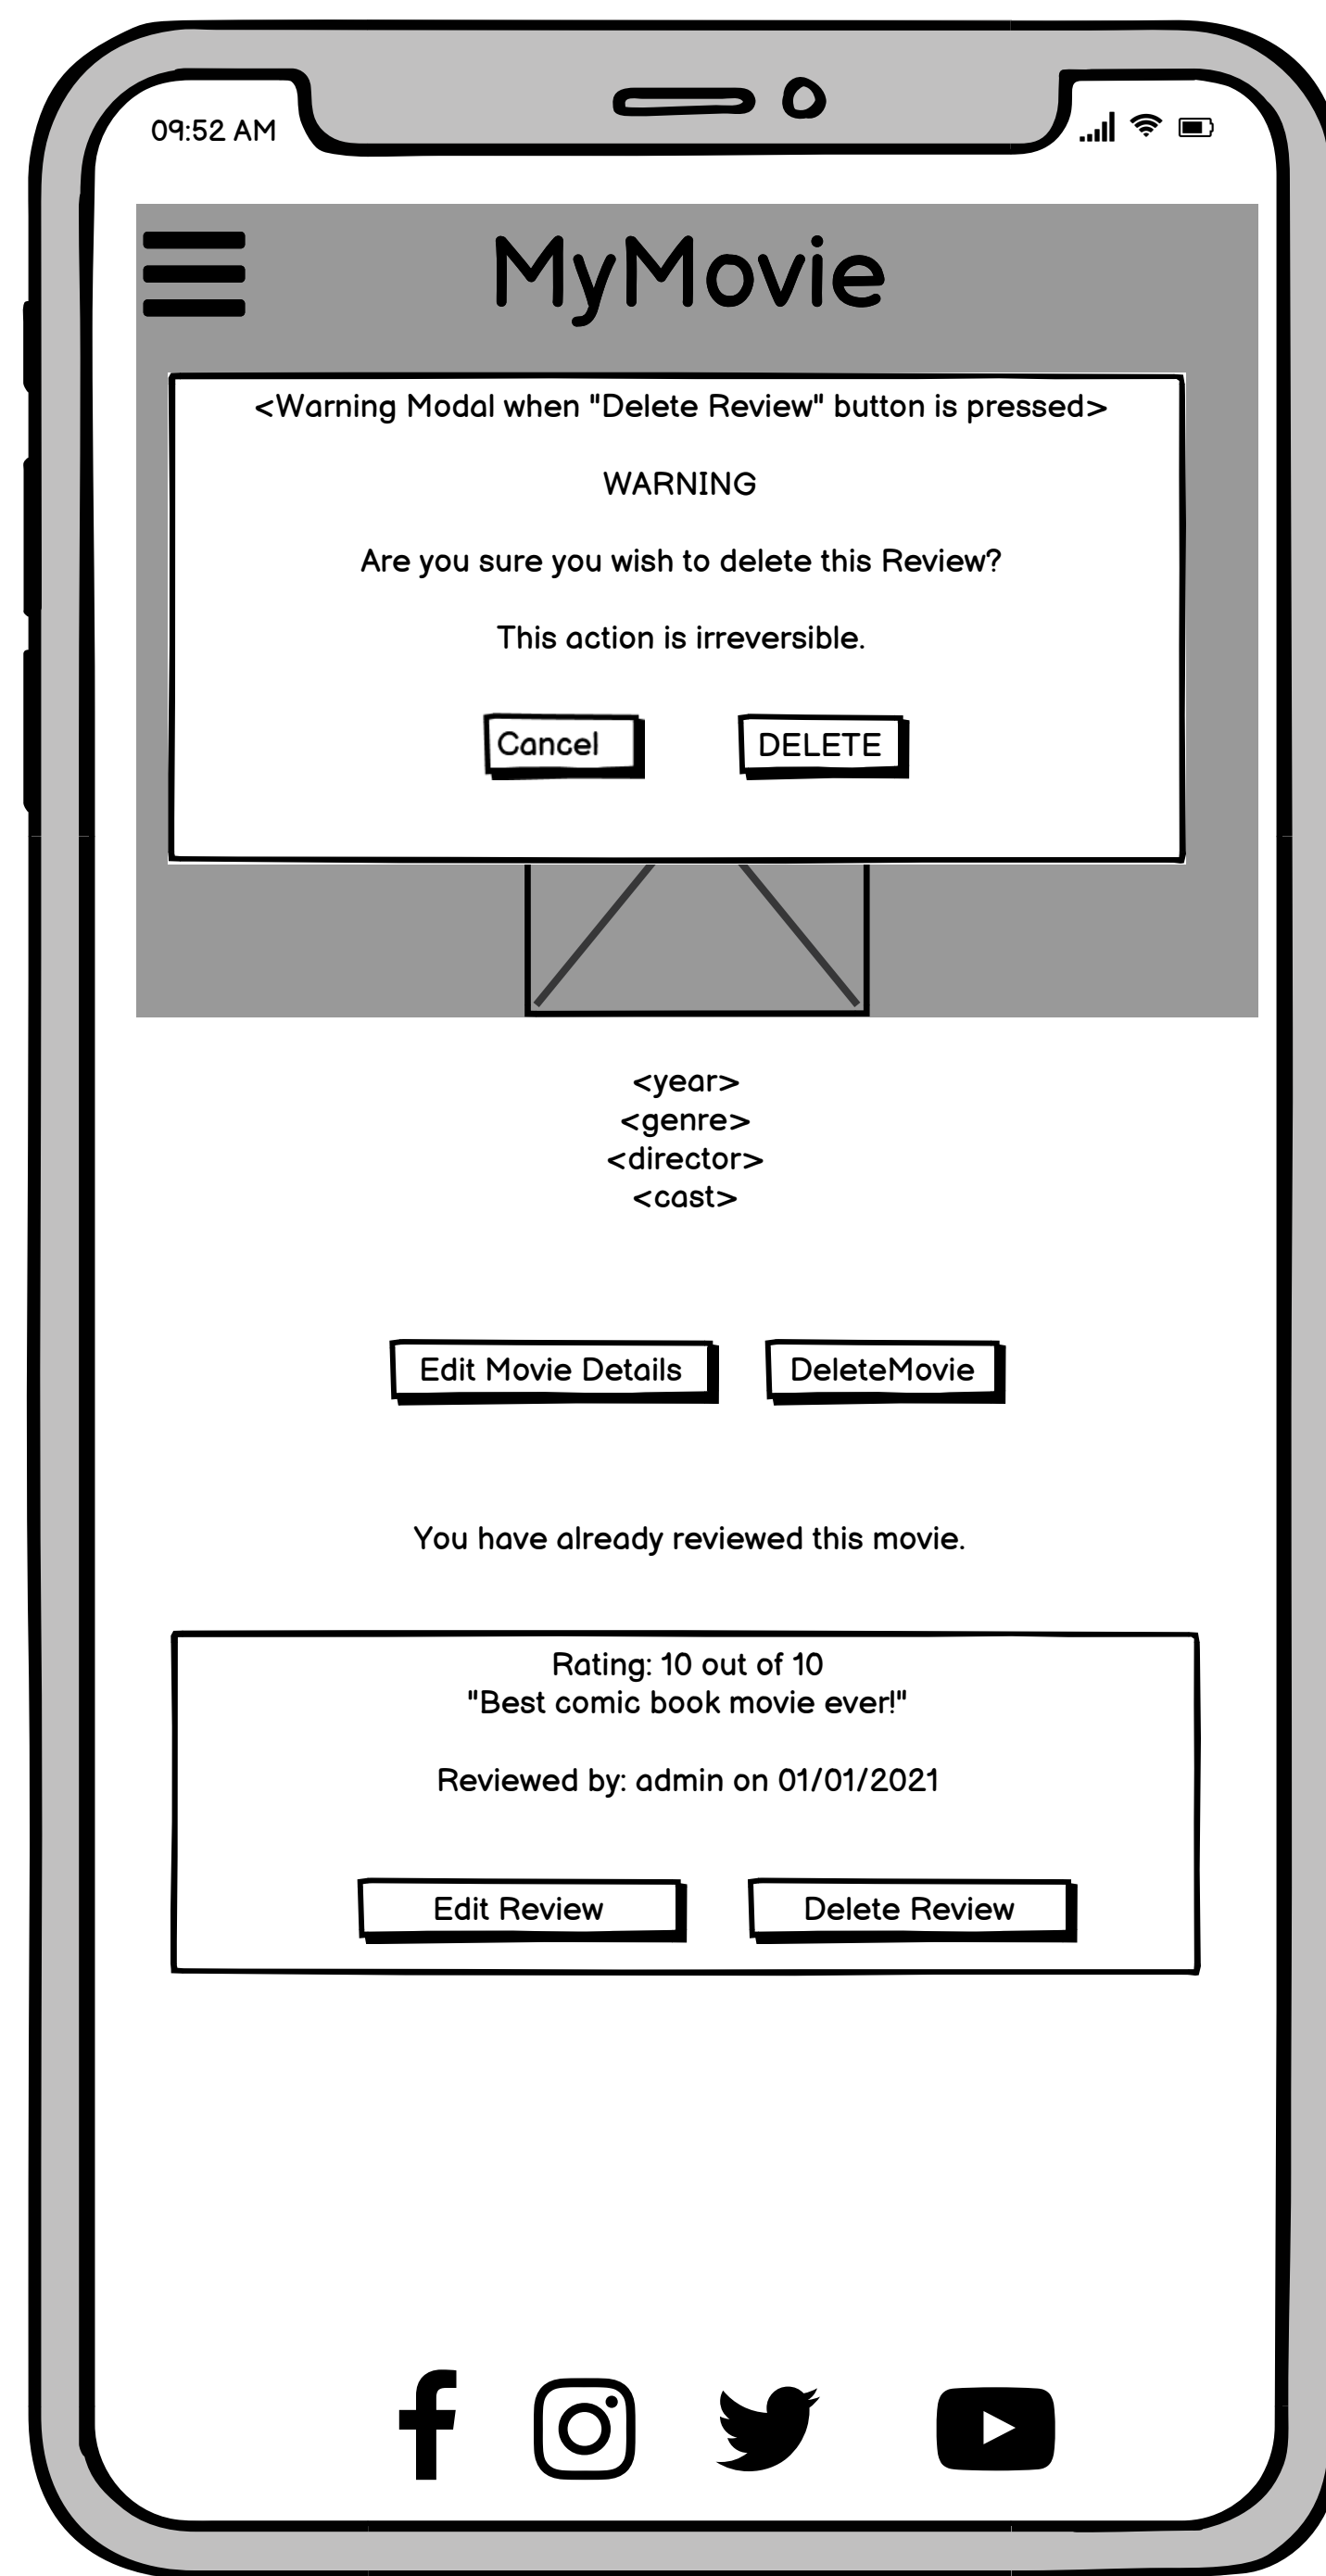 09:52 AM
MyMovie
<Warning Modal when "Delete Review" button is pressed>
WARNING
Are you sure you wish to delete this Review?
This action is irreversible.
Cancel DELETE
<year>
<genre>
<director>
<cast>
Edit Movie Details DeleteMovie
You have already reviewed this movie.
Rating: 10 out of 10
"Best comic book movie ever!"
Reviewed by: admin on 01/01/2021
Edit Review Delete Review